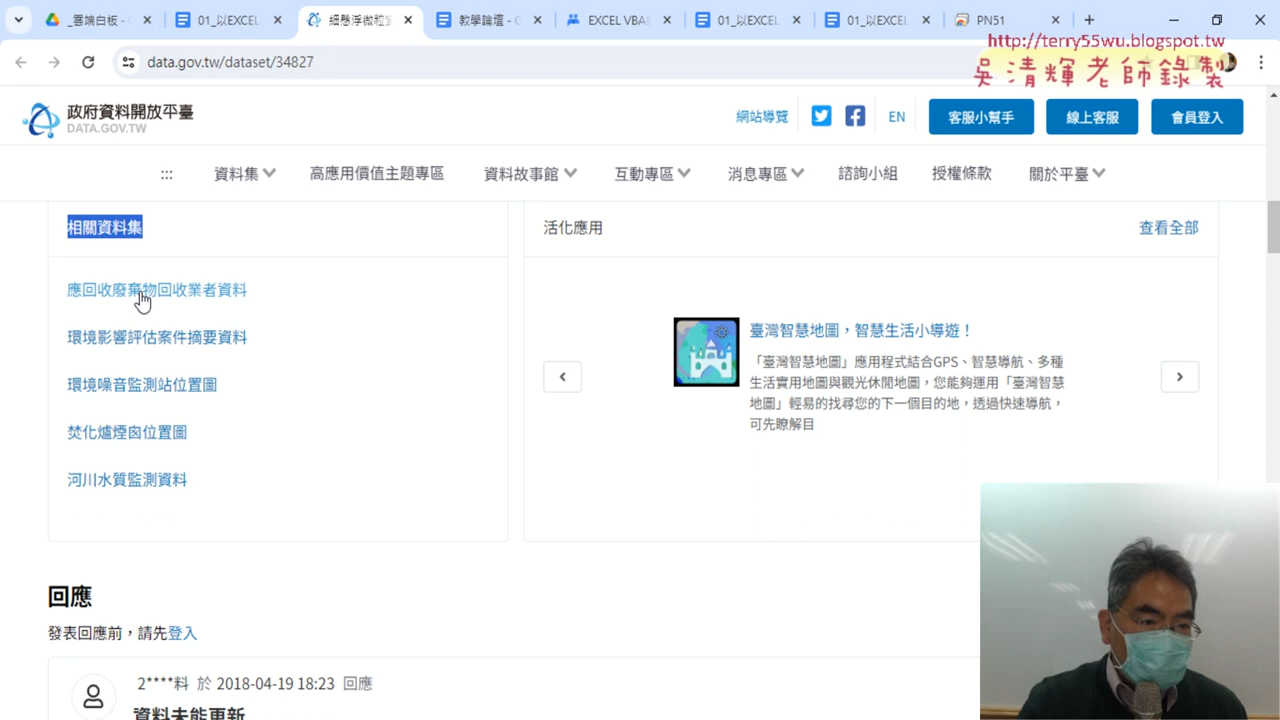 _雲端白板 -
01_以EXCEL
細懸浮微粒
教學論壇 -
EXCEL VBA
01_以EXCEL
01_以EXCEL
PN51
http://terry55wu.blogspot.tw
data.gov.tw/dataset/34827
吳清輝老師錄製
政府資料開放平臺
DATA.GOV.TW
網站導覽
EN
客服小幫手
線上客服
會員登入
:::
資料集
高應用價值主題專區
資料故事館
互動專區
消息專區
諮詢小組
授權條款
關於平臺
相關資料集
應回收廢棄物回收業者資料
環境影響評估案件摘要資料
環境噪音監測站位置圖
焚化爐煙囪位置圖
河川水質監測資料
活化應用
查看全部
臺灣智慧地圖，智慧生活小導遊！
「臺灣智慧地圖」應用程式結合GPS、智慧導航、多種
生活實用地圖與觀光休閒地圖，您能夠運用「臺灣智慧
地圖」輕易的找尋您的下一個目的地，透過快速導航，
可先瞭解目
回應
發表回應前，請先登入
2****料 於 2018-04-19 18:23 回應
資料未能更新